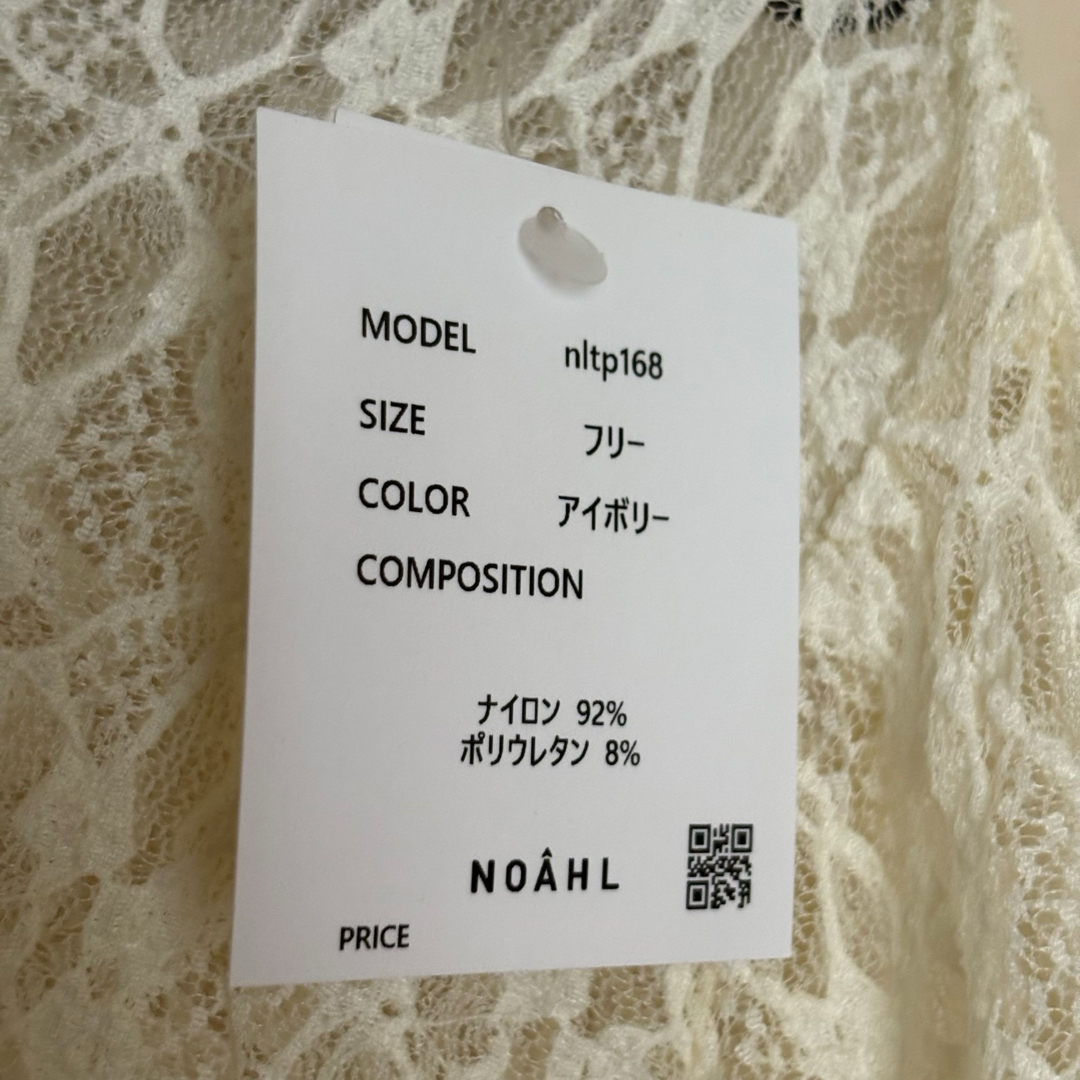 MODEL nltp168
SIZE フリー
COLOR アイボリー
COMPOSITION
ナイロン 92%
ポリウレタン 8%
NOÂHL
PRICE